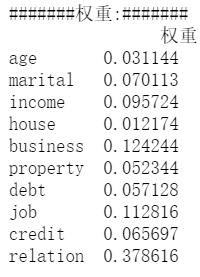 #######权重:#######
权重
age 0.031144
marital 0.070113
income 0.095724
house 0.012174
business 0.124244
property 0.052344
debt 0.057128
job 0.112816
credit 0.065697
relation 0.378616